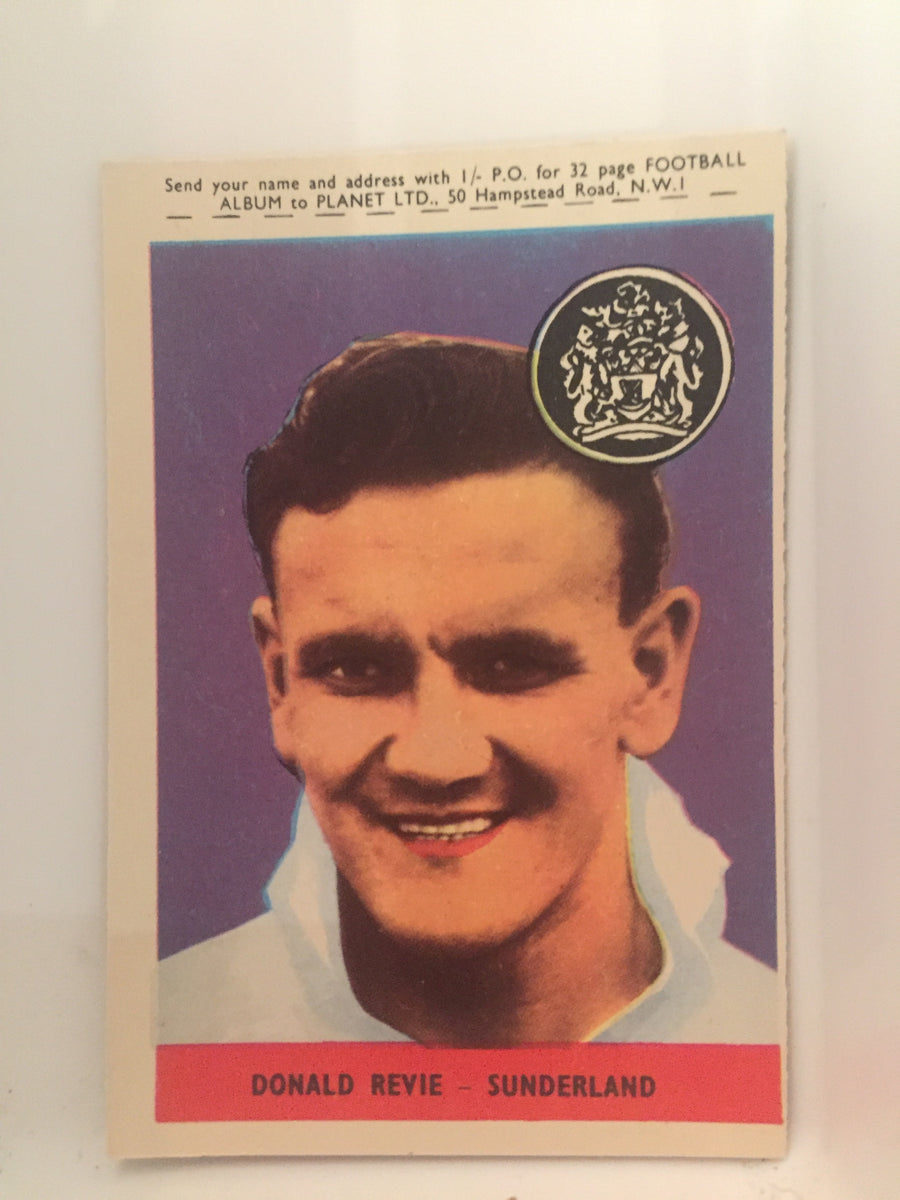 Send your name and address with 1/- P.O. for 32 page FOOTBALL
ALBUM to PLANET LTD., 50 Hampstead Road, N.W.1
DONALD REVIE – SUNDERLAND